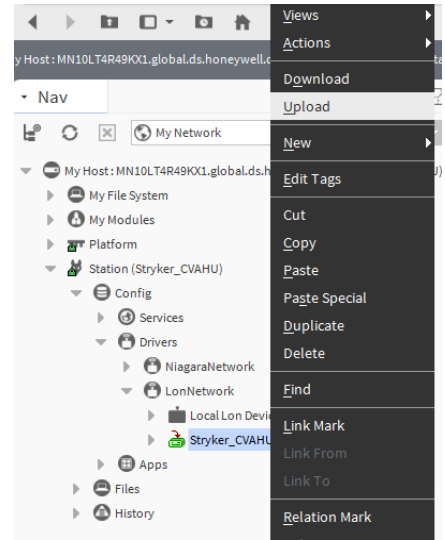 Views
Actions
y Host: MN10LT4R49KX1.global.ds.honeywell.c
Download
Nav
Upload
My Network
New
My Host: MN10LT4R49KX1.global.ds.h
Edit Tags
My File System
My Modules
Cut
Platform
Copy
Station (Stryker_CVAHU)
Paste
Config
Paste Special
Services
Duplicate
Drivers
Delete
NiagaraNetwork
Find
LonNetwork
Local Lon Devi
Link Mark
Stryker_CVAHU
Link From
Apps
Link To
Files
History
Relation Mark